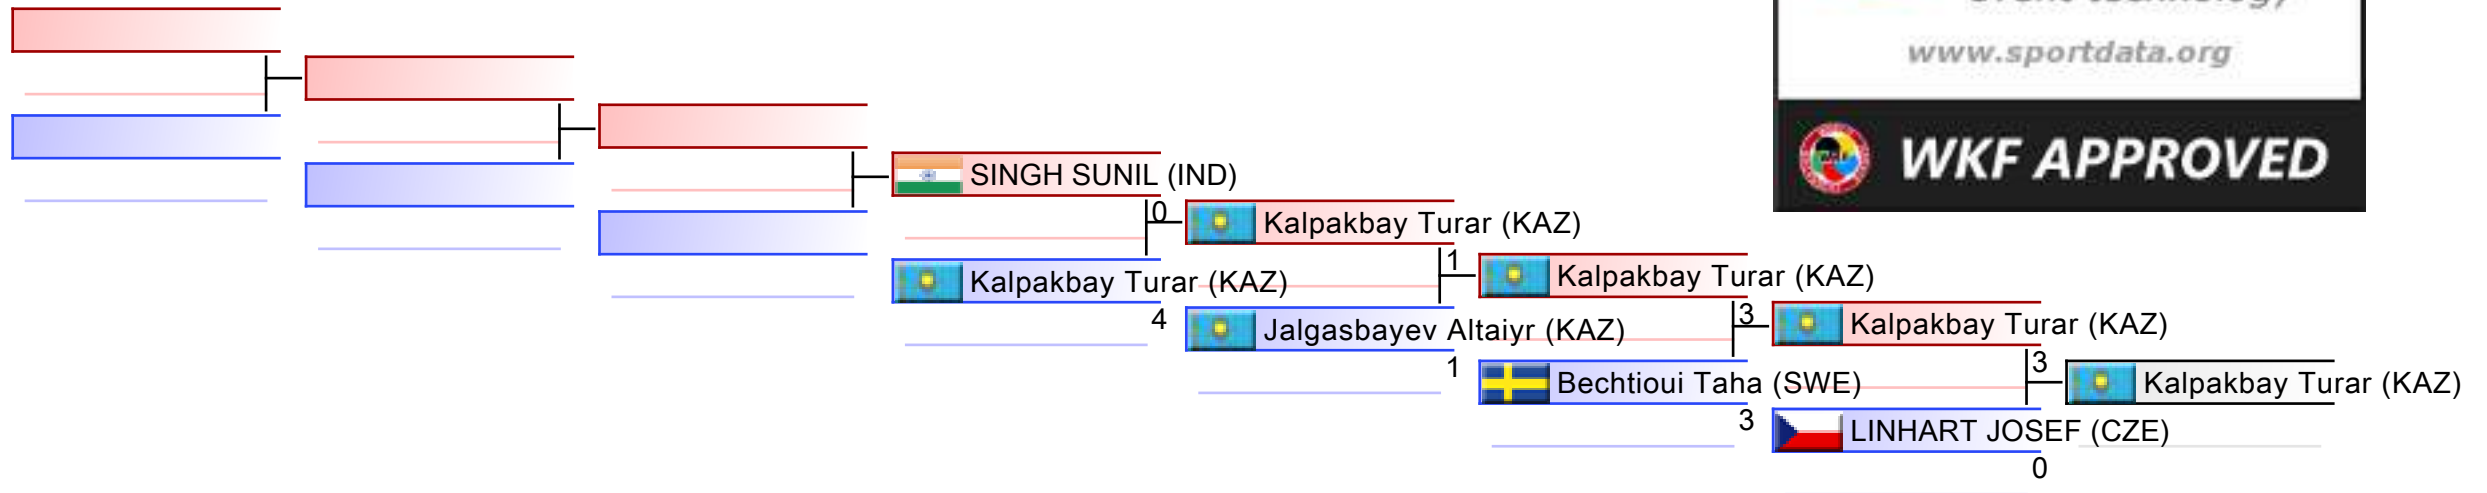 www.sportdata.org
WKF APPROVED
SINGH SUNIL (IND)
0
Kalpakbay Turar (KAZ)
Kalpakbay Turar (KAZ)
4
1
Jalgasbayev Altaiyr (KAZ)
1
Kalpakbay Turar (KAZ)
3
Bechtioui Taha (SWE)
3
Kalpakbay Turar (KAZ)
3
LINHART JOSEF (CZE)
0
Kalpakbay Turar (KAZ)